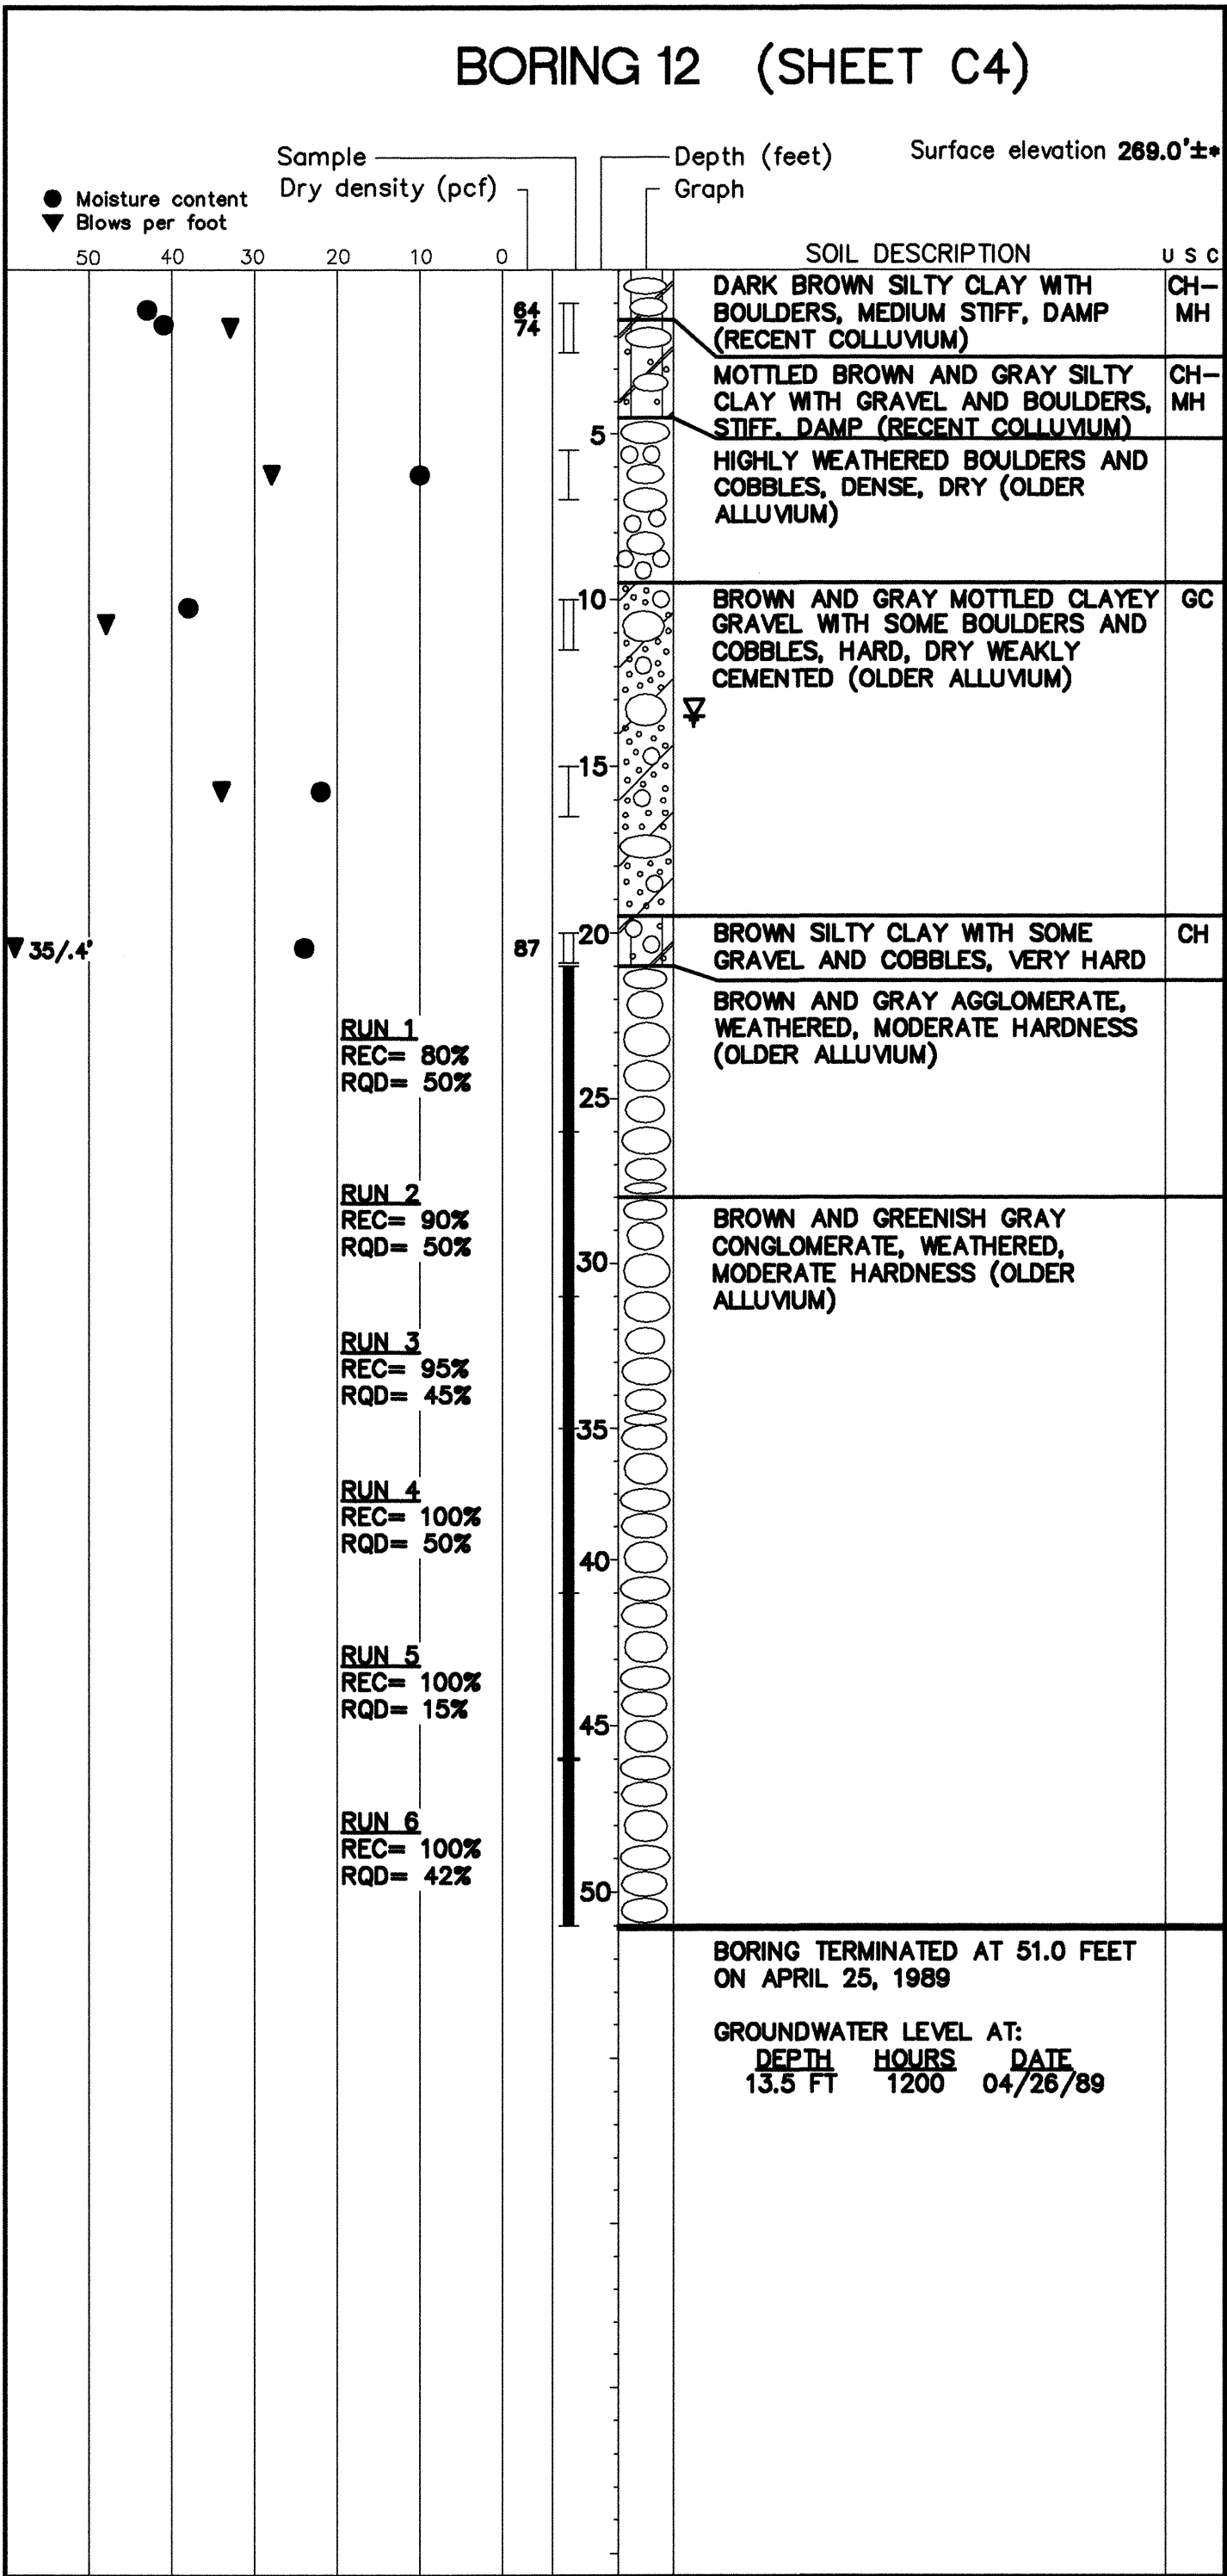 BORING 12 (SHEET C4)
Sample
Depth (feet)
Surface elevation 269.0'±*
Dry density (pcf)
Graph
● Moisture content
▼ Blows per foot
50 40 30 20 10 0
SOIL DESCRIPTION
U S C
DARK BROWN SILTY CLAY WITH
BOULDERS, MEDIUM STIFF, DAMP
(RECENT COLLUVIUM)
CH-
MH
64
74
MOTTLED BROWN AND GRAY SILTY
CLAY WITH GRAVEL AND BOULDERS,
STIFF, DAMP (RECENT COLLUVIUM)
CH-
MH
5
HIGHLY WEATHERED BOULDERS AND
COBBLES, DENSE, DRY (OLDER
ALLUVIUM)
10
BROWN AND GRAY MOTTLED CLAYEY
GRAVEL WITH SOME BOULDERS AND
COBBLES, HARD, DRY WEAKLY
CEMENTED (OLDER ALLUVIUM)
GC
15
35/.4'
87
20
BROWN SILTY CLAY WITH SOME
GRAVEL AND COBBLES, VERY HARD
CH
BROWN AND GRAY AGGLOMERATE,
WEATHERED, MODERATE HARDNESS
(OLDER ALLUVIUM)
RUN 1
REC= 80%
RQD= 50%
25
RUN 2
REC= 90%
RQD= 50%
BROWN AND GREENISH GRAY
CONGLOMERATE, WEATHERED,
MODERATE HARDNESS (OLDER
ALLUVIUM)
30
RUN 3
REC= 95%
RQD= 45%
35
RUN 4
REC= 100%
RQD= 50%
40
RUN 5
REC= 100%
RQD= 15%
45
RUN 6
REC= 100%
RQD= 42%
50
BORING TERMINATED AT 51.0 FEET
ON APRIL 25, 1989
GROUNDWATER LEVEL AT:
DEPTH HOURS DATE
13.5 FT 1200 04/26/89